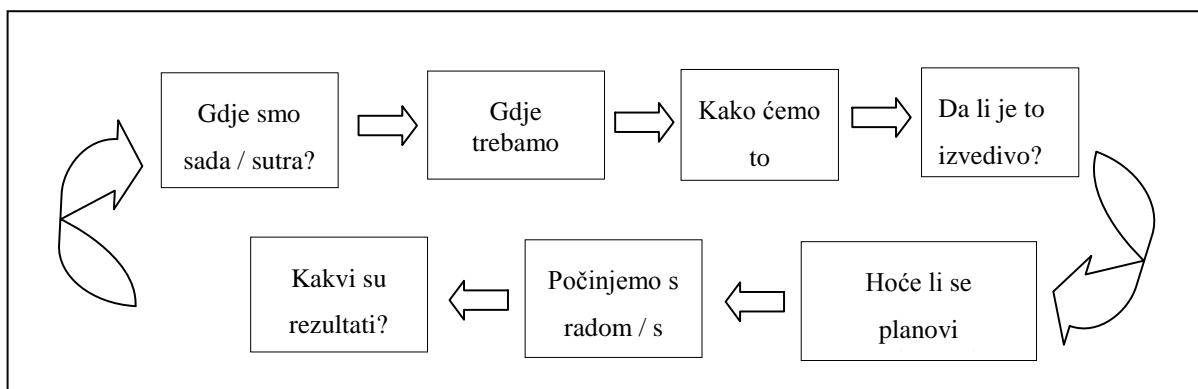 Gdje smo
sada / sutra?
Gdje
trebamo
Kako ćemo
to
Da li je to
izvedivo?
Hoće li se
planovi
Počinjemo s
radom / s
Kakvi su
rezultati?